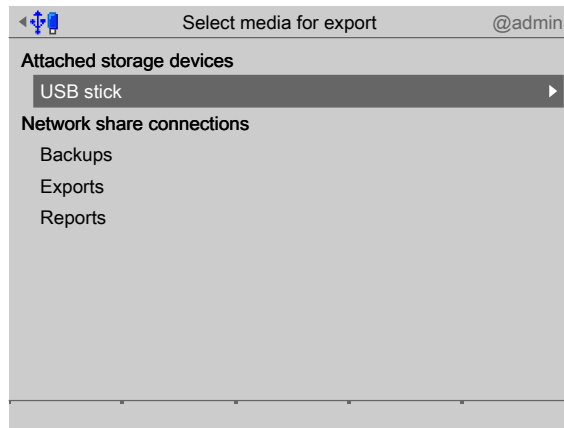 Select media for export @admin
Attached storage devices
USB stick
Network share connections
Backups
Exports
Reports